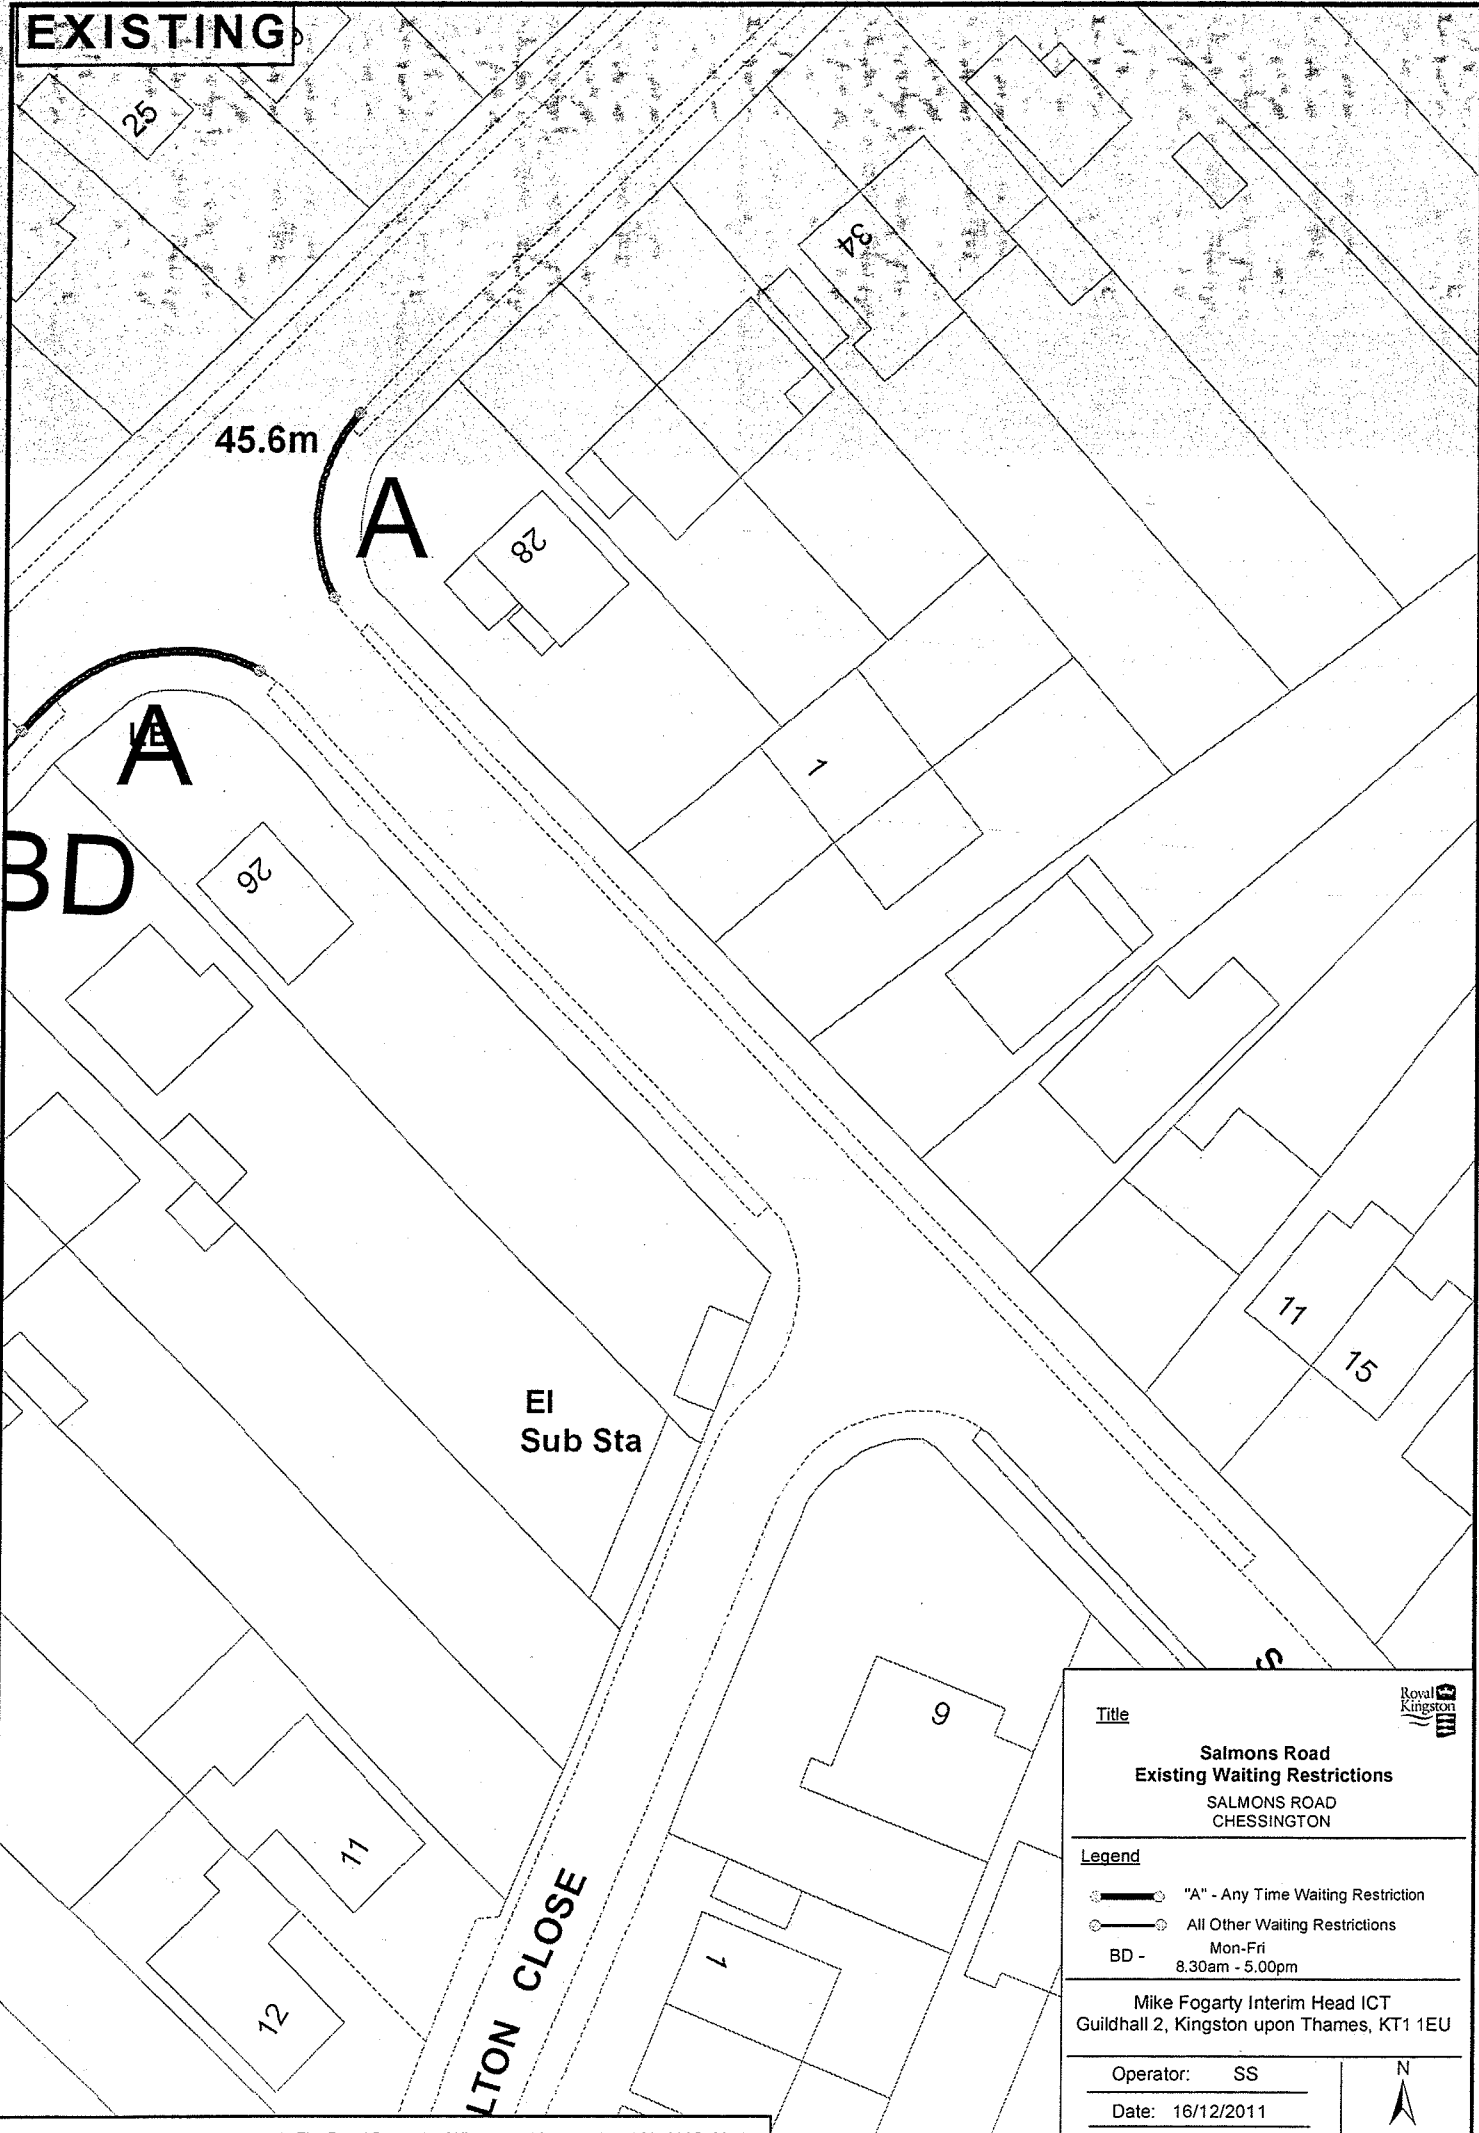 EXISTING
25
34
45.6m
A
28
A
LB
1
BD
26
11
15
El
Sub Sta
9
S
11
12
1
LTON CLOSE
Title
Royal
Kingston
Salmons Road
Existing Waiting Restrictions
SALMONS ROAD
CHESSINGTON
Legend
"A" - Any Time Waiting Restriction
All Other Waiting Restrictions
BD - Mon-Fri
8.30am - 5.00pm
Mike Fogarty Interim Head ICT
Guildhall 2, Kingston upon Thames, KT1 1EU
Operator: SS
Date: 16/12/2011
N